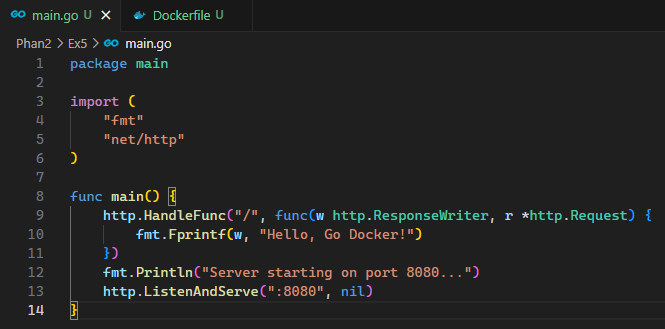 main.go U Dockerfile U
Phan2 > Ex5 > main.go
1 package main
2
3 import (
4     "fmt"
5     "net/http"
6 )
7
8 func main() {
9     http.HandleFunc("/", func(w http.ResponseWriter, r *http.Request) {
10         fmt.Fprintf(w, "Hello, Go Docker!")
11     })
12     fmt.Println("Server starting on port 8080...")
13     http.ListenAndServe(":8080", nil)
14 }